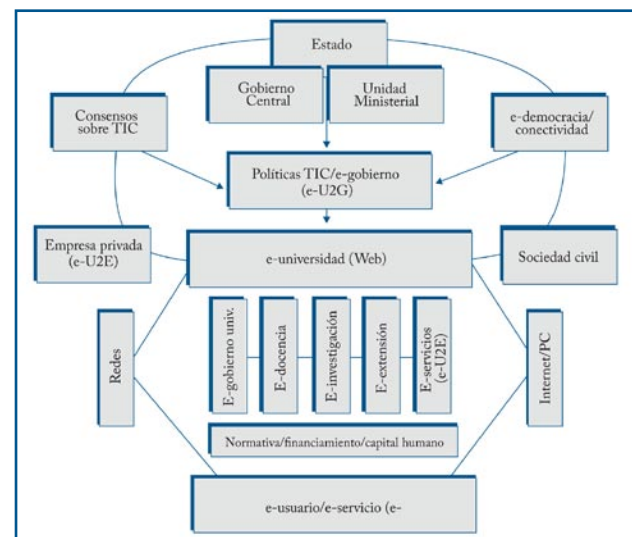 Estado
Gobierno
Central
Unidad
Ministerial
Consensos
sobre TIC
e-democracia/
conectividad
Políticas TIC/e-gobierno
(e-U2G)
Empresa privada
(e-U2E)
e-universidad (Web)
Sociedad civil
Redes
E-gobierno univ.
E-docencia
E-investigación
E-extensión
E-servicios
(e-U2E)
Internet/PC
Normativa/financiamiento/capital humano
e-usuario/e-servicio (e-